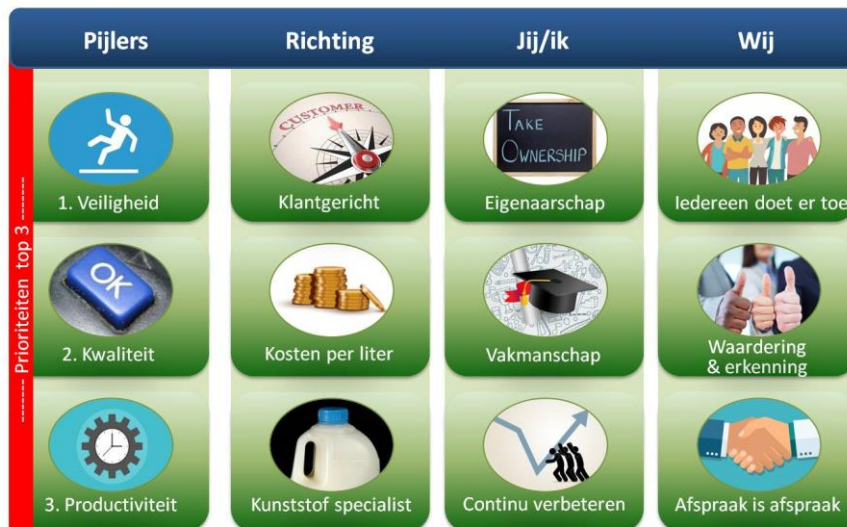 Pijlers
Richting
Jij/ik
Wij
------- Prioriteiten top 3 -------
CUSTOMER
TAKE
OWNERSHIP
1. Veiligheid
Klantgericht
Eigenaarschap
Iedereen doet er toe
OK
2. Kwaliteit
Kosten per liter
Vakmanschap
Waardering
& erkenning
3. Productiviteit
Kunststof specialist
Continu verbeteren
Afspraak is afspraak